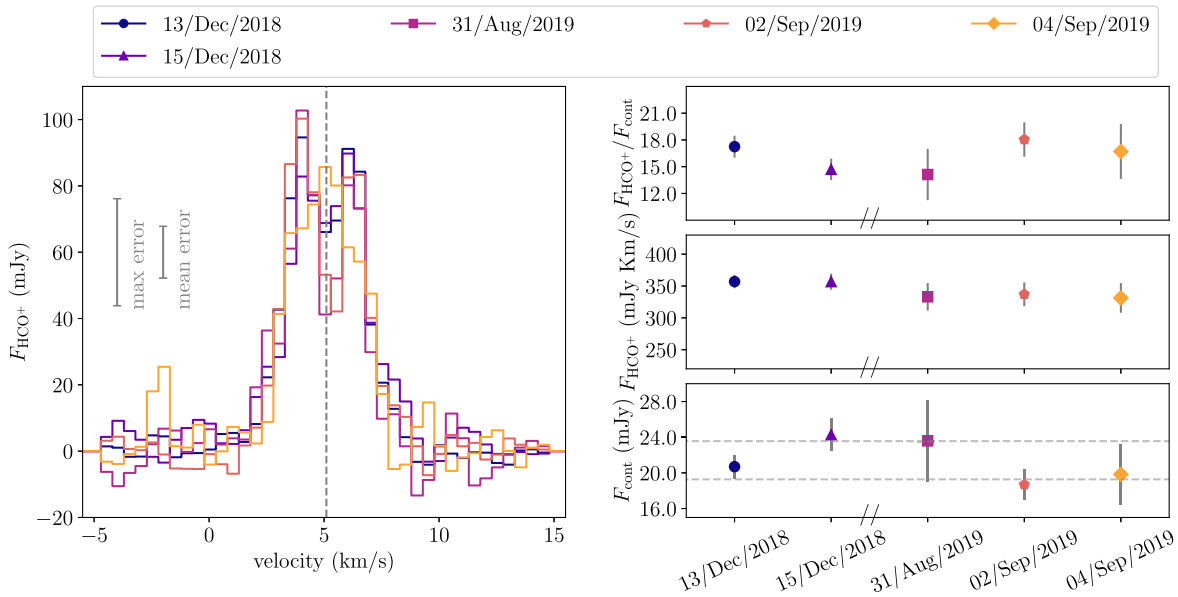 13/Dec/2018
15/Dec/2018
31/Aug/2019
02/Sep/2019
04/Sep/2019
100
80
60
40
20
0
−20
F_HCO⁺ (mJy)
max error
mean error
−5
0
5
10
15
velocity (km/s)
21.0
18.0
15.0
12.0
F_HCO⁺/F_cont
400
350
300
250
F_HCO⁺ (mJy Km/s)
28.0
24.0
20.0
16.0
F_cont (mJy)
13/Dec/2018
15/Dec/2018
31/Aug/2019
02/Sep/2019
04/Sep/2019